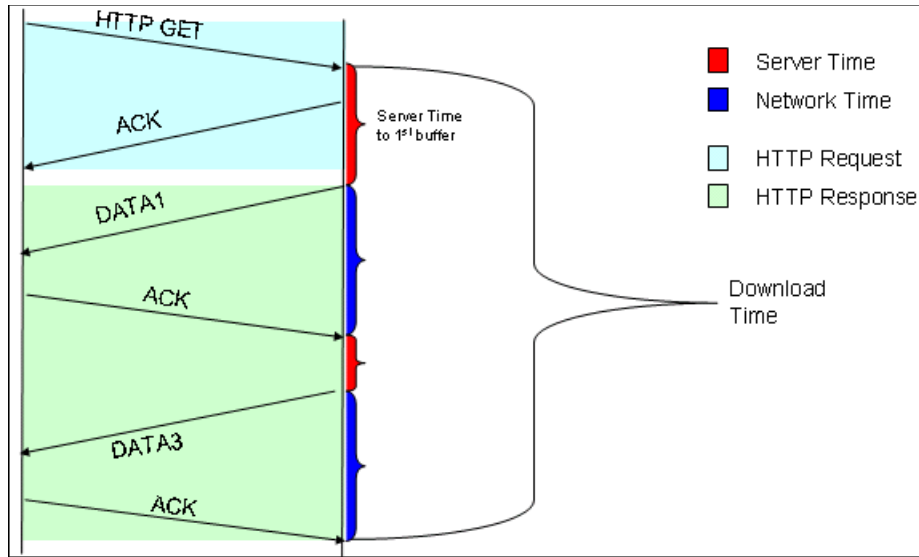 HTTP GET
ACK
DATA1
ACK
DATA3
ACK
Server Time
to 1st buffer
Server Time
Network Time
HTTP Request
HTTP Response
Download
Time